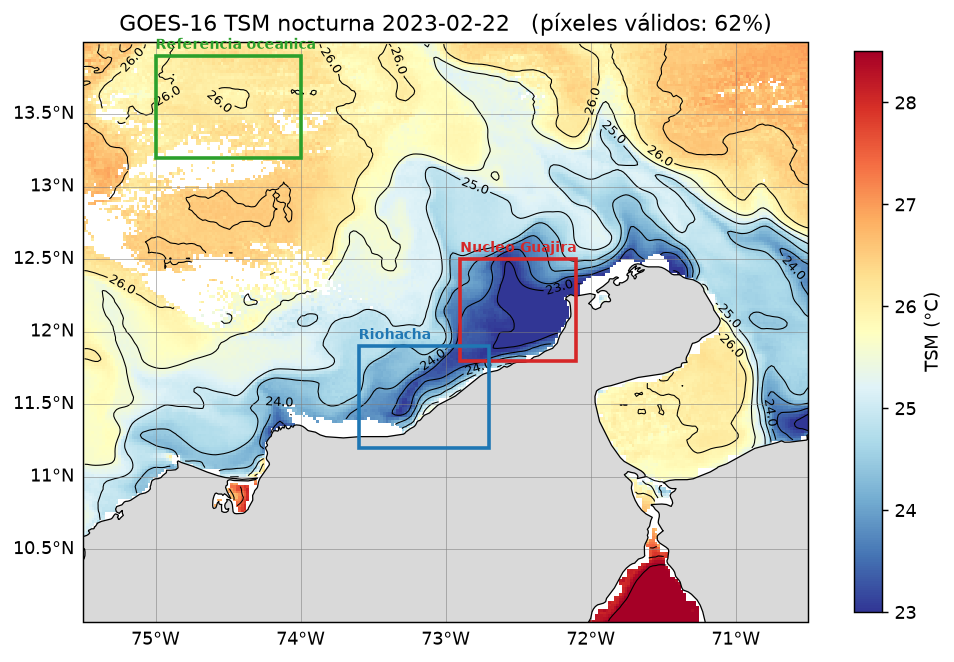 GOES-16 TSM nocturna 2023-02-22 (píxeles válidos: 62%)
Referencia oceanica
26.0
26.0
26.0
26.0
26.0
26.0
26.0
25.0
26.0
25.0
Nucleo Guajira
24.0
23.0
26.0
25.0
26.0
Riohacha
24.0
24.
24.0
24.0
13.5°N
13°N
12.5°N
12°N
11.5°N
11°N
10.5°N
75°W
74°W
73°W
72°W
71°W
28
27
26
25
24
23
TSM (°C)